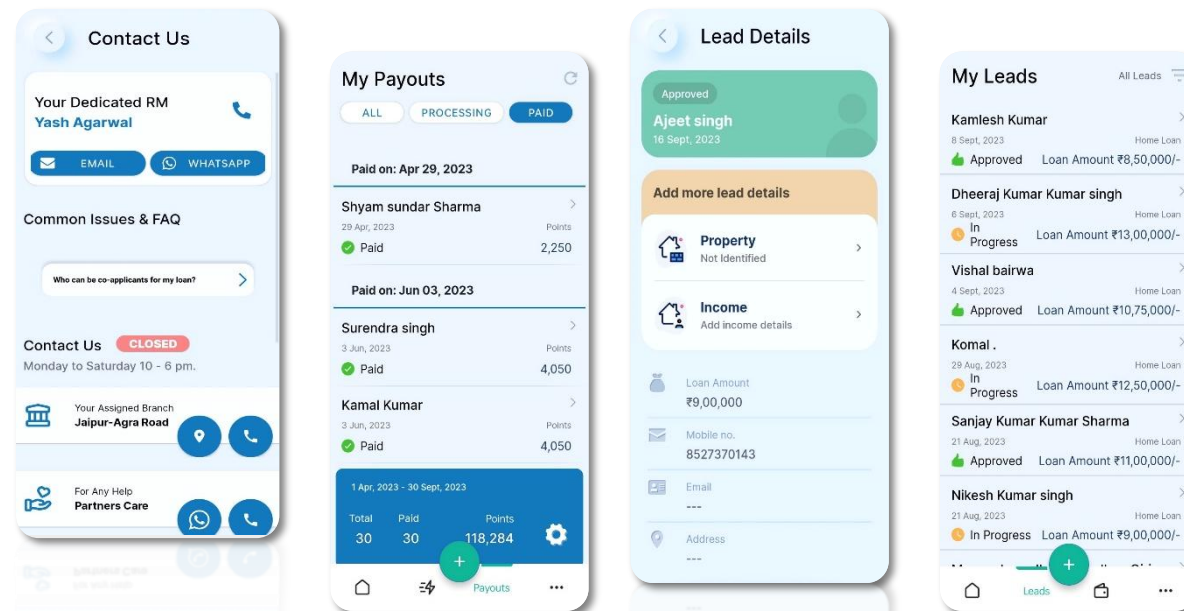 Contact Us
Your Dedicated RM
Yash Agarwal
EMAIL
WHATSAPP
Common Issues & FAQ
Who can be co-applicants for my loan?
Contact Us CLOSED
Monday to Saturday 10 - 6 pm.
Your Assigned Branch
Jaipur-Agra Road
For Any Help
Partners Care
My Payouts
ALL PROCESSING PAID
Paid on: Apr 29, 2023
Shyam sundar Sharma
29 Apr, 2023 Points
Paid 2,250
Paid on: Jun 03, 2023
Surendra singh
3 Jun, 2023 Points
Paid 4,050
Kamal Kumar
3 Jun, 2023 Points
Paid 4,050
1 Apr, 2023 - 30 Sept, 2023
Total Paid Points
30 30 118,284
Payouts
Lead Details
Approved
Ajeet singh
16 Sept, 2023
Add more lead details
Property
Not Identified
Income
Add income details
Loan Amount
₹9,00,000
Mobile no.
8527370143
Email
---
Address
---
My Leads All Leads
Kamlesh Kumar
8 Sept, 2023 Home Loan
Approved Loan Amount ₹8,50,000/-
Dheeraj Kumar Kumar singh
6 Sept, 2023 Home Loan
In
Progress Loan Amount ₹13,00,000/-
Vishal bairwa
4 Sept, 2023 Home Loan
Approved Loan Amount ₹10,75,000/-
Komal .
29 Aug, 2023 Home Loan
In
Progress Loan Amount ₹12,50,000/-
Sanjay Kumar Kumar Sharma
21 Aug, 2023 Home Loan
Approved Loan Amount ₹11,00,000/-
Nikesh Kumar singh
21 Aug, 2023 Home Loan
In Progress Loan Amount ₹9,00,000/-
Leads